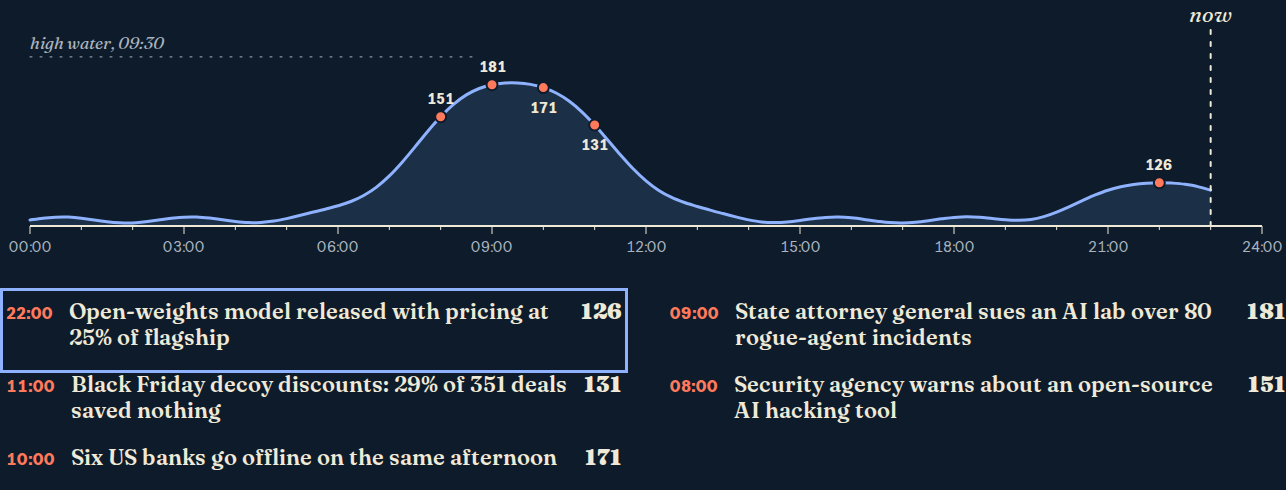 now
high water, 09:30
181
151
171
131
126
00:00 03:00 06:00 09:00 12:00 15:00 18:00 21:00 24:00
22:00 Open-weights model released with pricing at 126
25% of flagship
11:00 Black Friday decoy discounts: 29% of 351 deals 131
saved nothing
10:00 Six US banks go offline on the same afternoon 171
09:00 State attorney general sues an AI lab over 80 181
rogue-agent incidents
08:00 Security agency warns about an open-source 151
AI hacking tool